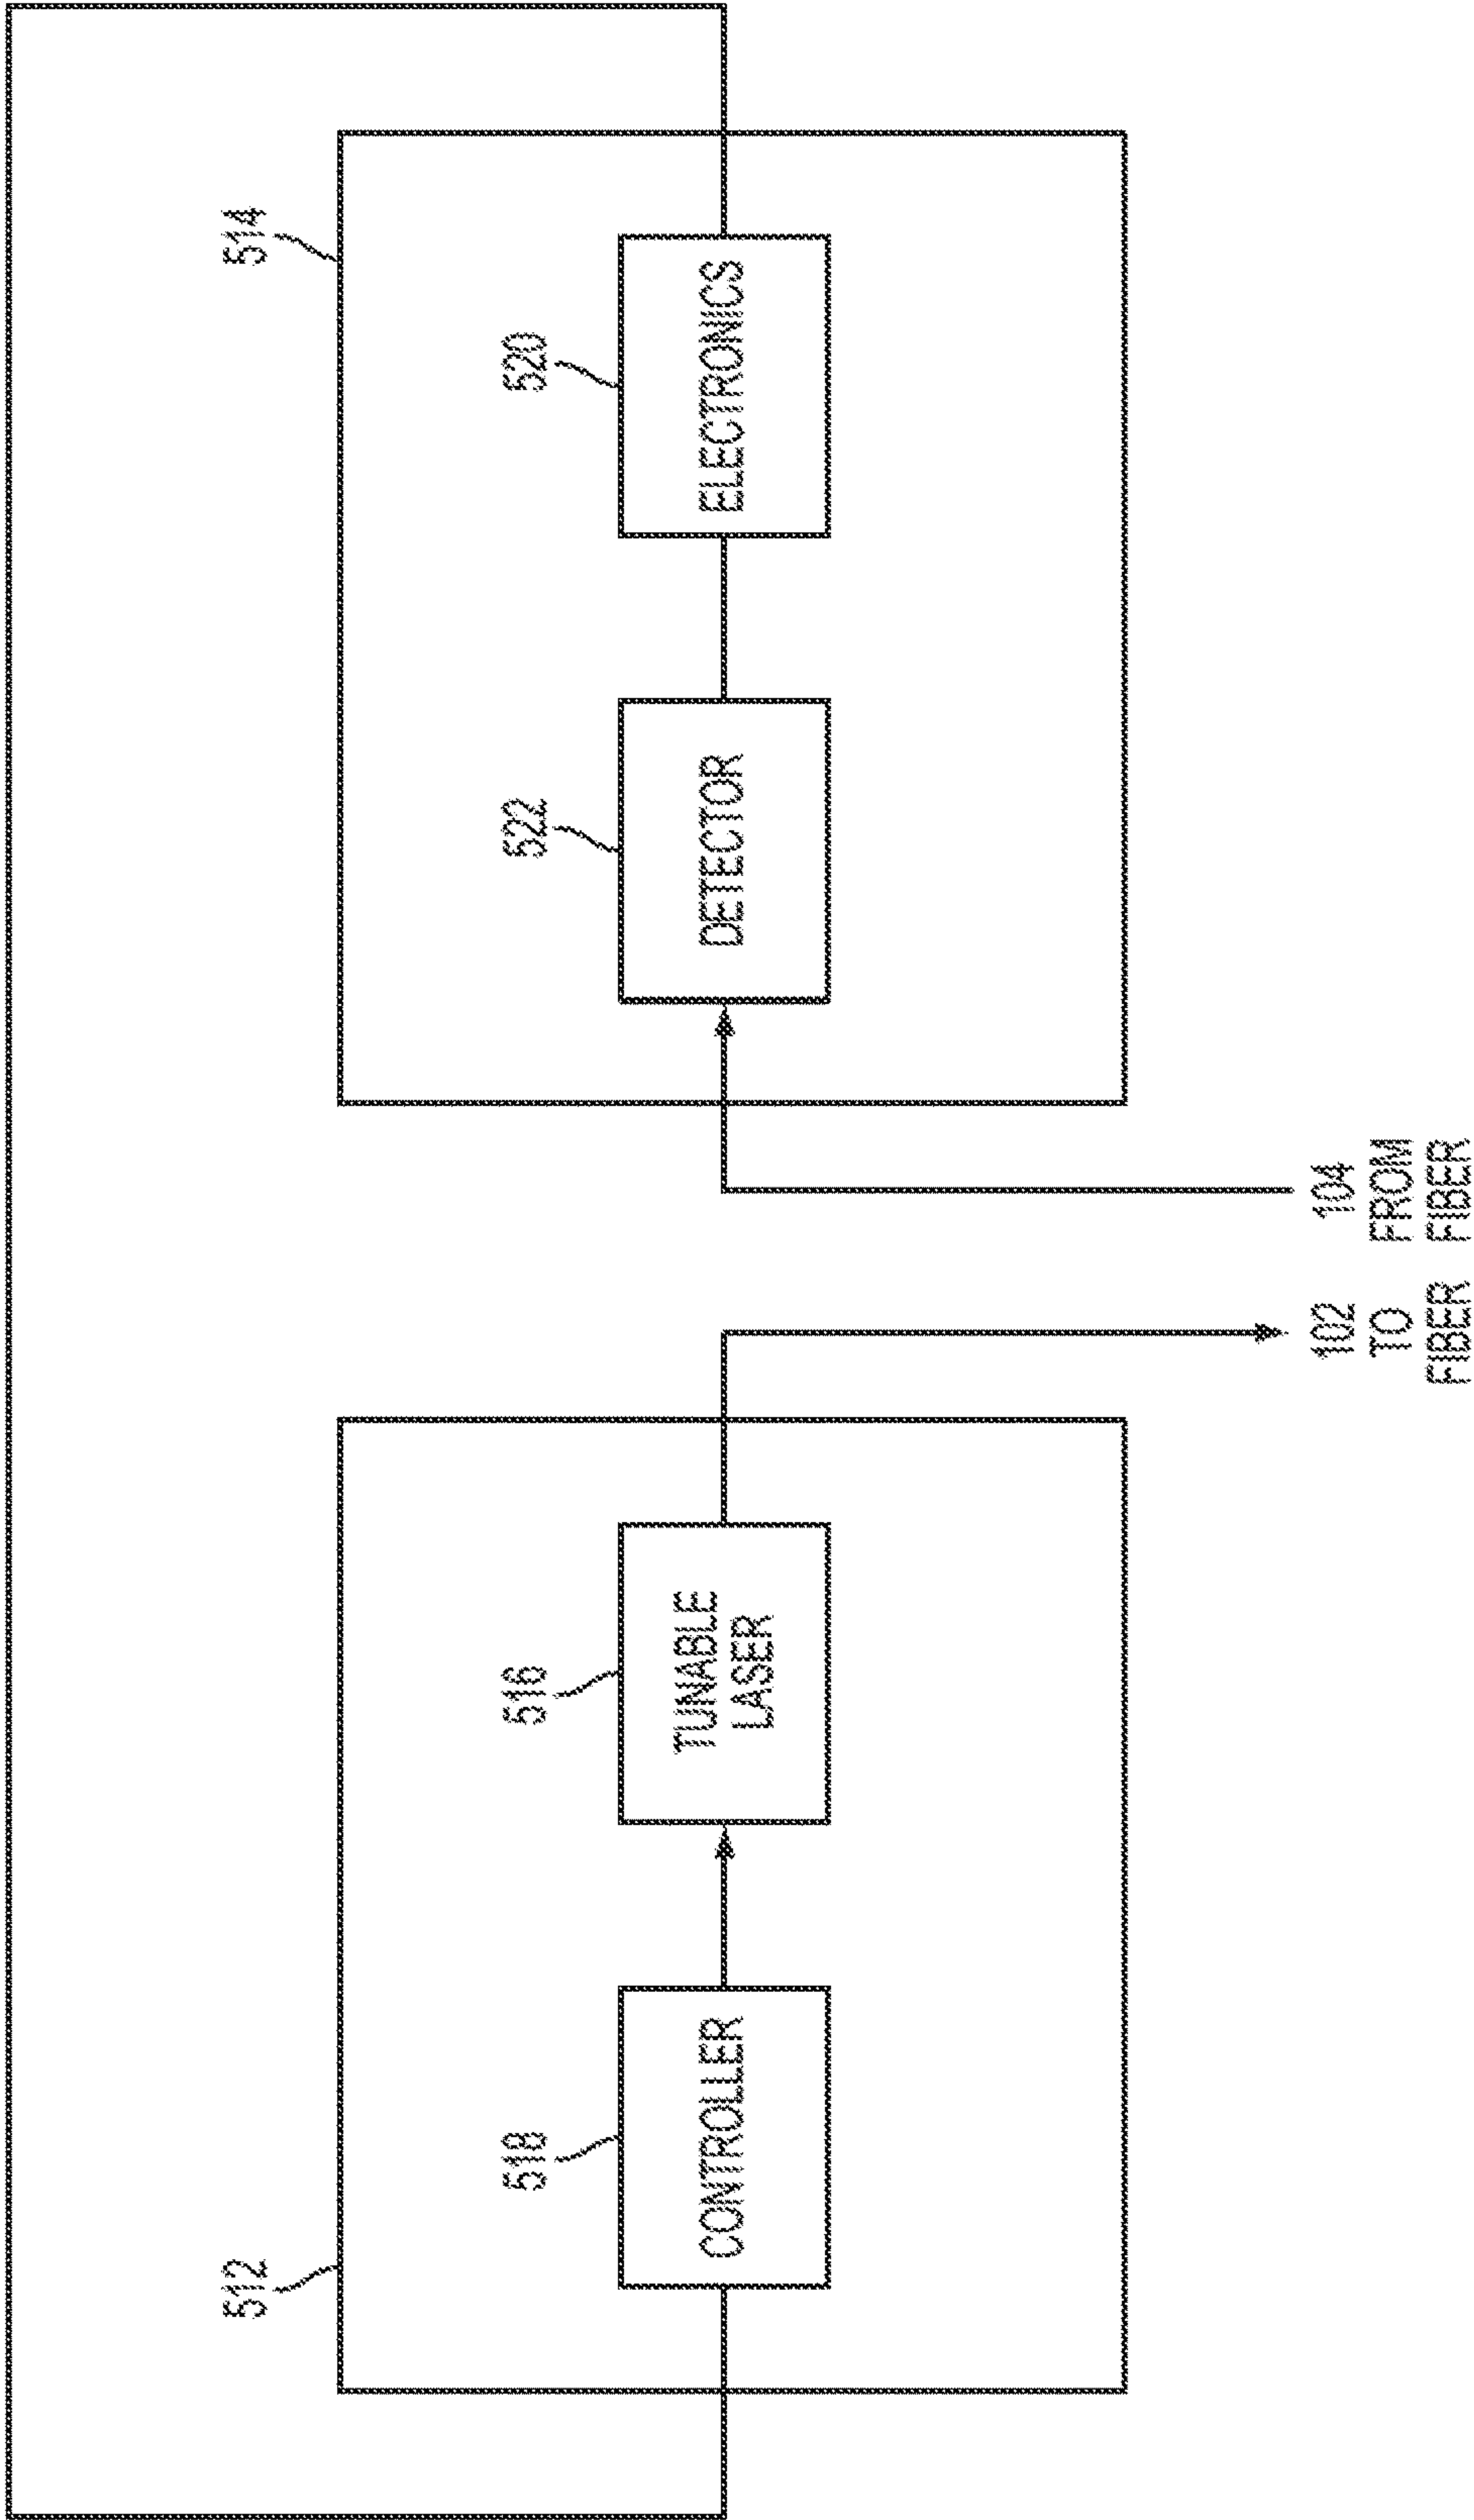 512
514
518
516
522
520
CONTROLLER
TUNABLE
LASER
DETECTOR
ELECTRONICS
102
TO
FIBER
104
FROM
FIBER